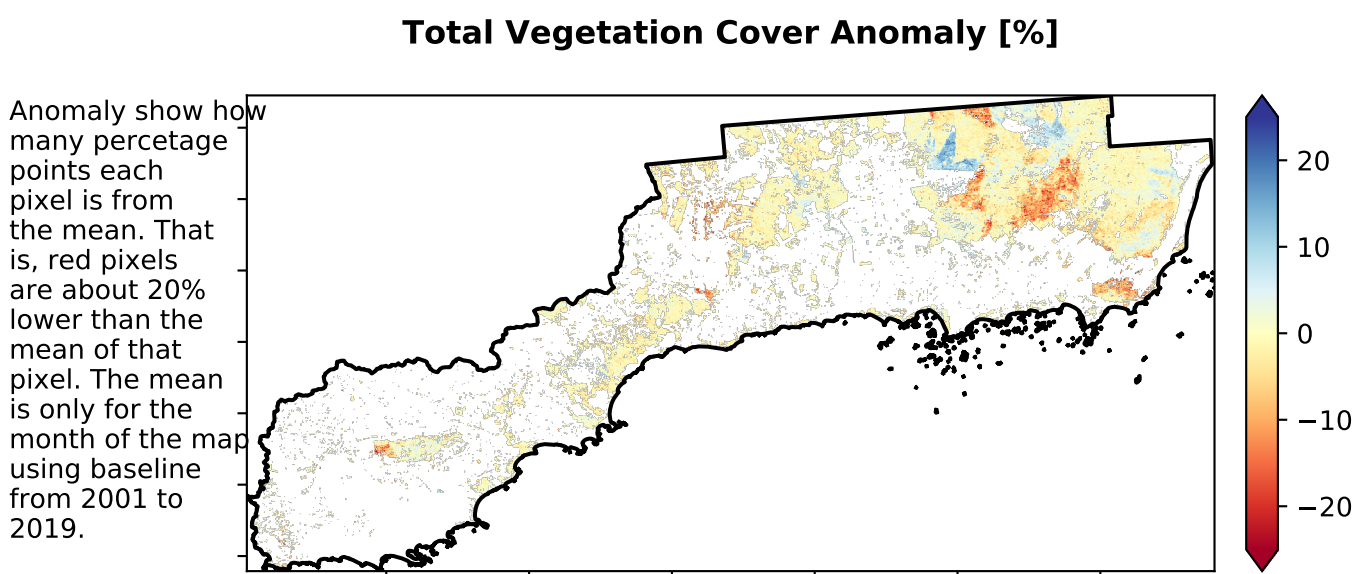 Total Vegetation Cover Anomaly [%]
Anomaly show how
many percetage
points each
pixel is from
the mean. That
is, red pixels
are about 20%
lower than the
mean of that
pixel. The mean
is only for the
month of the map
using baseline
from 2001 to
2019.
20
10
0
−10
−20